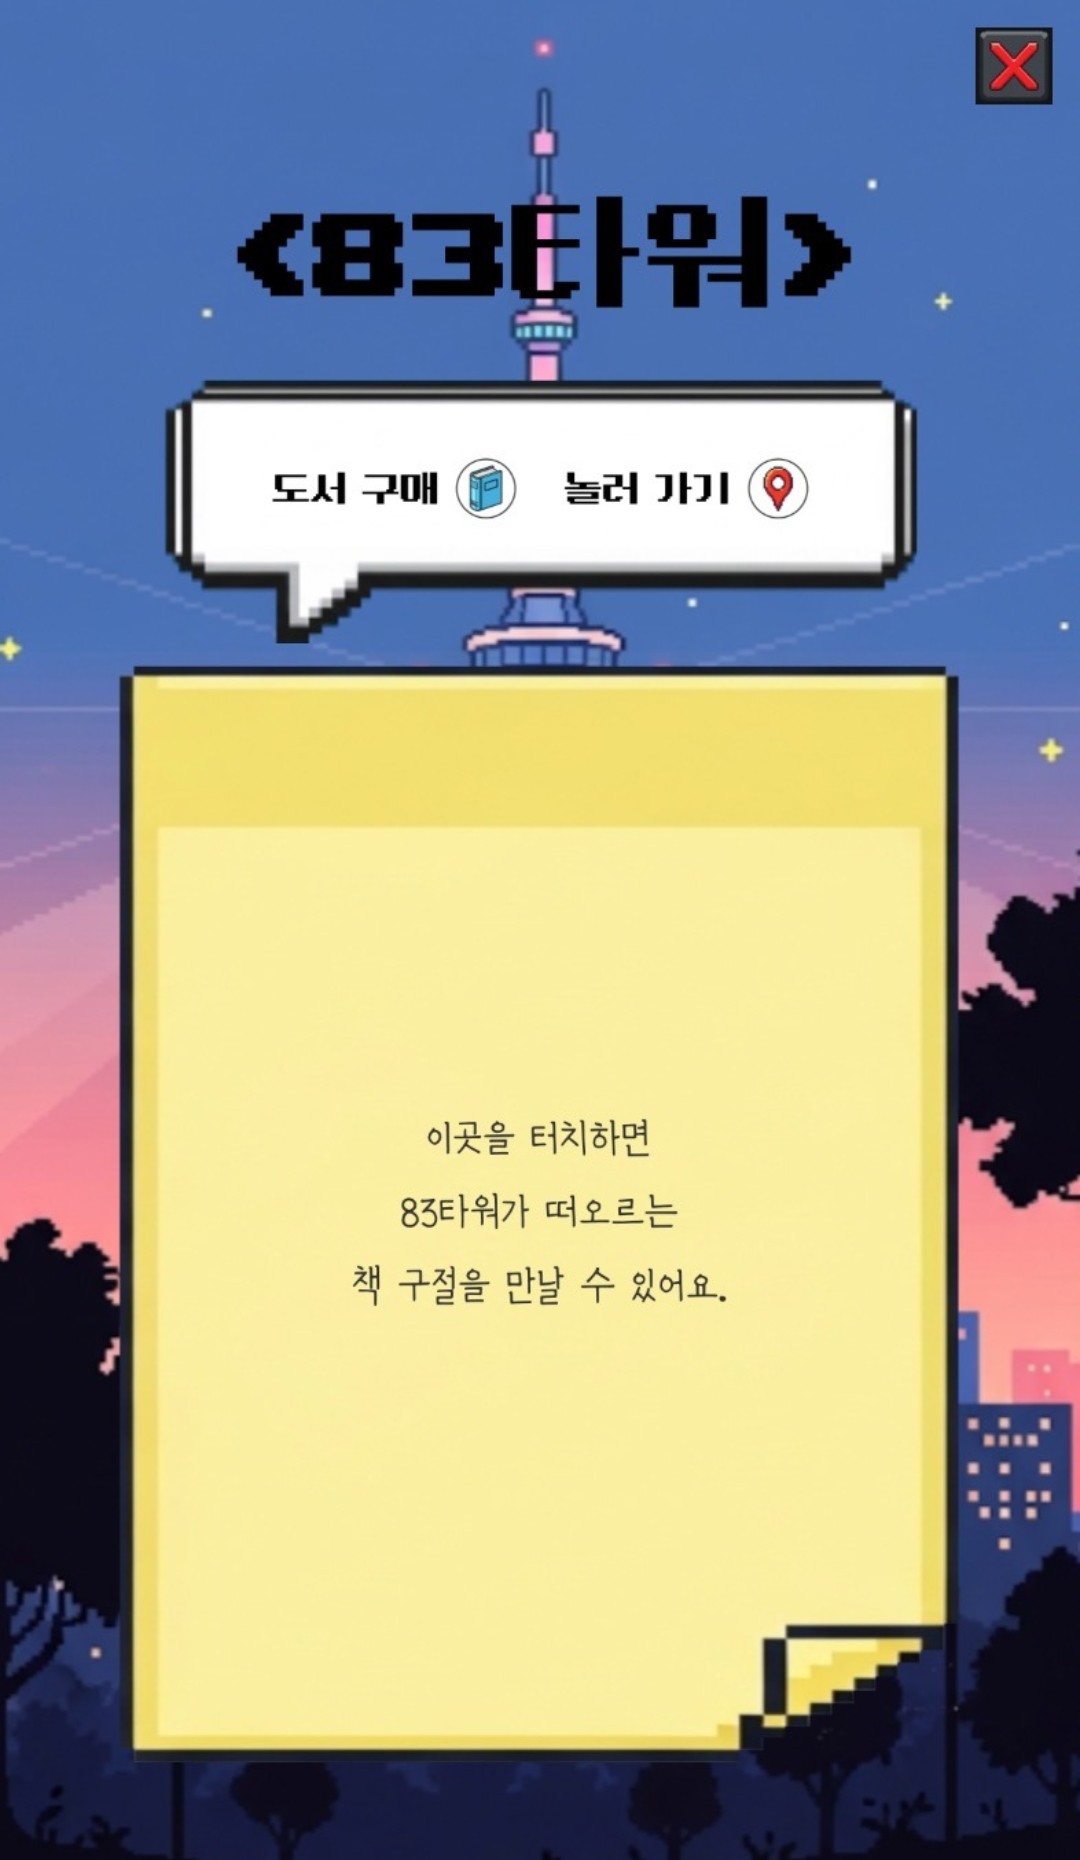 <83타워>
도서 구매 놀러 가기
이곳을 터치하면
83타워가 떠오르는
책 구절을 만날 수 있어요.